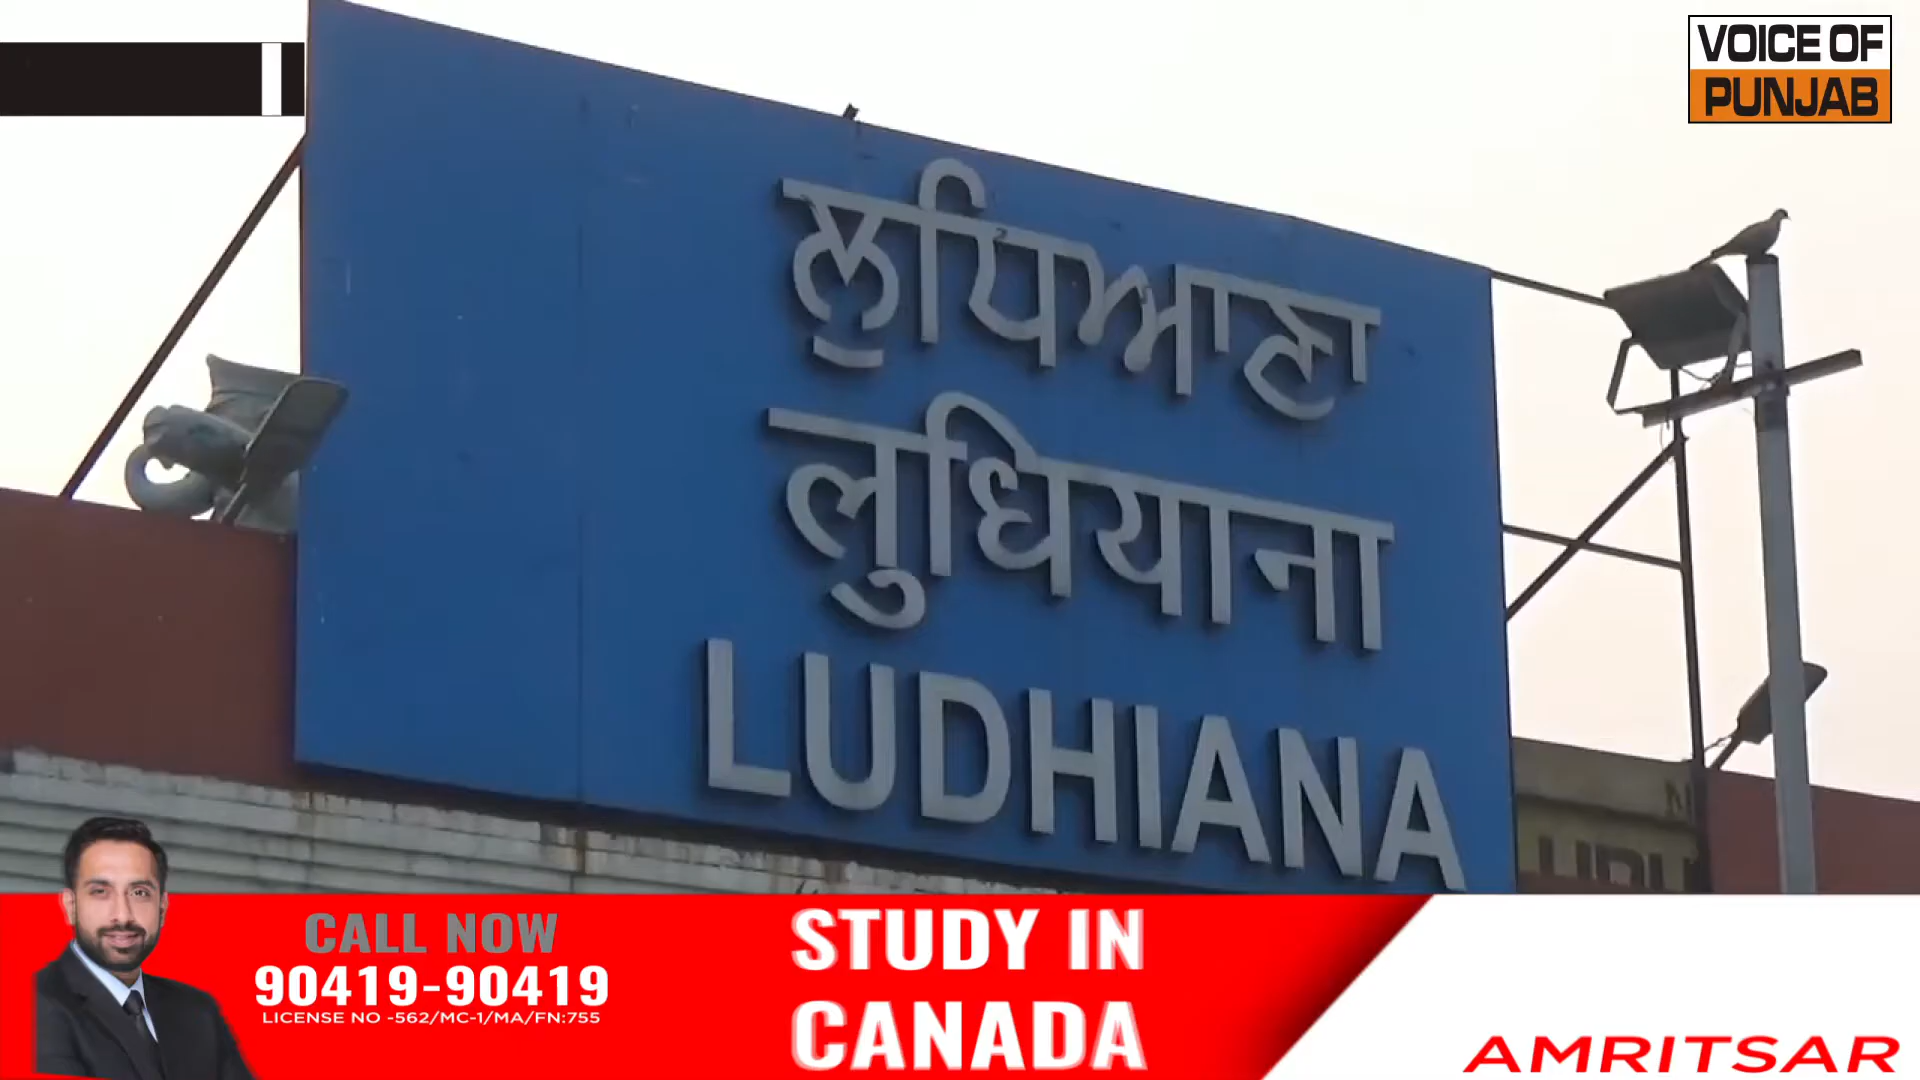 VOICE OF
PUNJAB
ਲੁਧਿਆਣਾ
लुधियाना
LUDHIANA
CALL NOW
90419-90419
LICENSE NO -562/MC-1/MA/FN:755
STUDY IN
CANADA
AMRITSAR